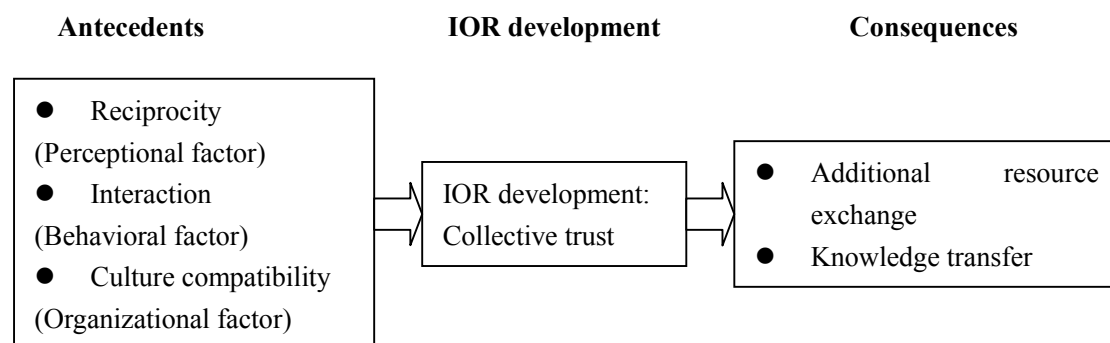 Antecedents IOR development Consequences
● Reciprocity
(Perceptional factor)
● Interaction
(Behavioral factor)
● Culture compatibility
(Organizational factor)
IOR development:
Collective trust
● Additional resource
exchange
● Knowledge transfer